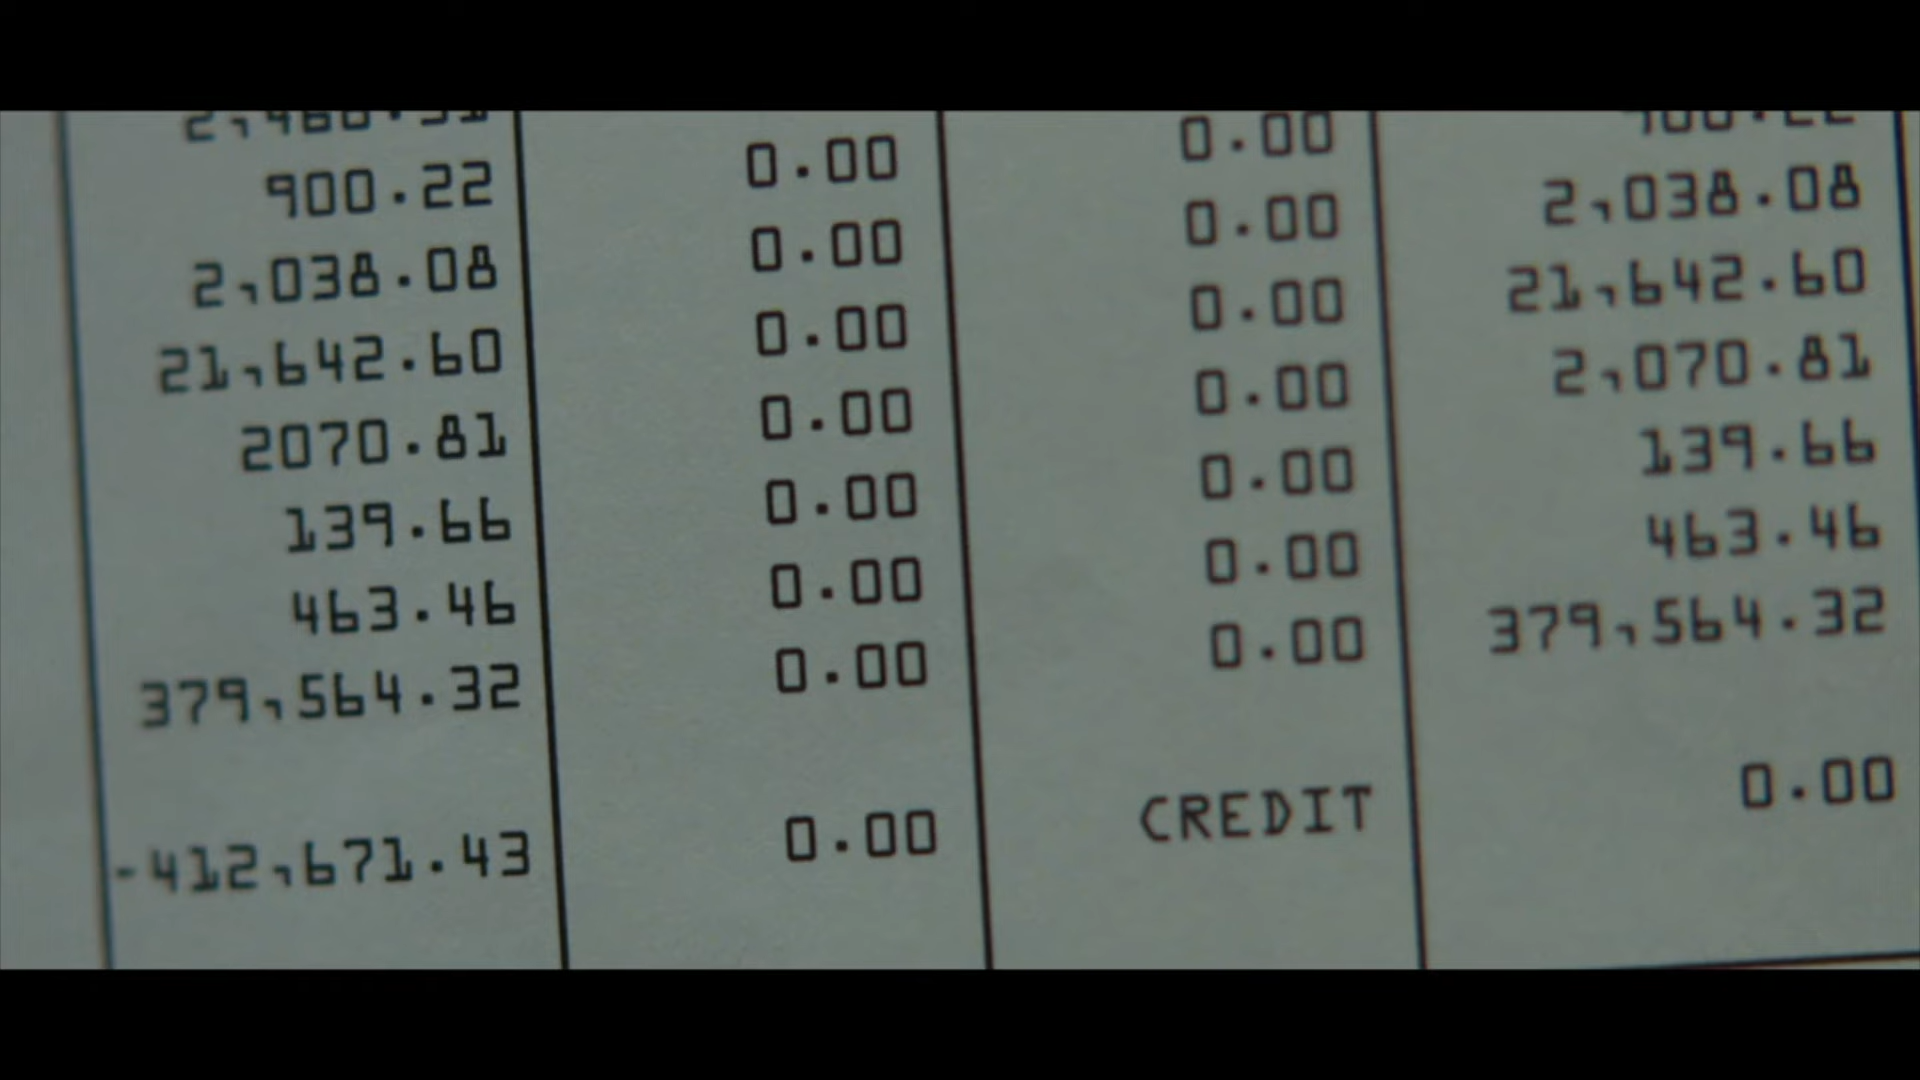 900.22 0.00 0.00 2,038.08
2,038.08 0.00 0.00 21,642.60
21,642.60 0.00 0.00 2,070.81
2070.81 0.00 0.00 139.66
139.66 0.00 0.00 463.46
463.46 0.00 0.00 379,564.32
379,564.32 0.00 0.00
-412,671.43 0.00 CREDIT 0.00